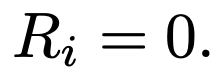 $R_i = 0.$